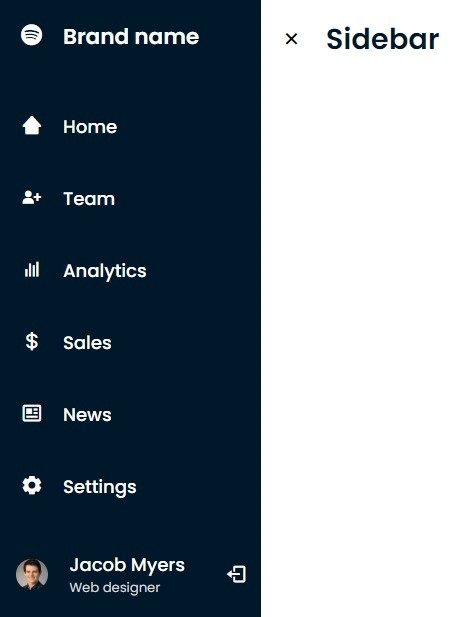 Brand name
Sidebar
Home
Team
Analytics
Sales
News
Settings
Jacob Myers
Web designer